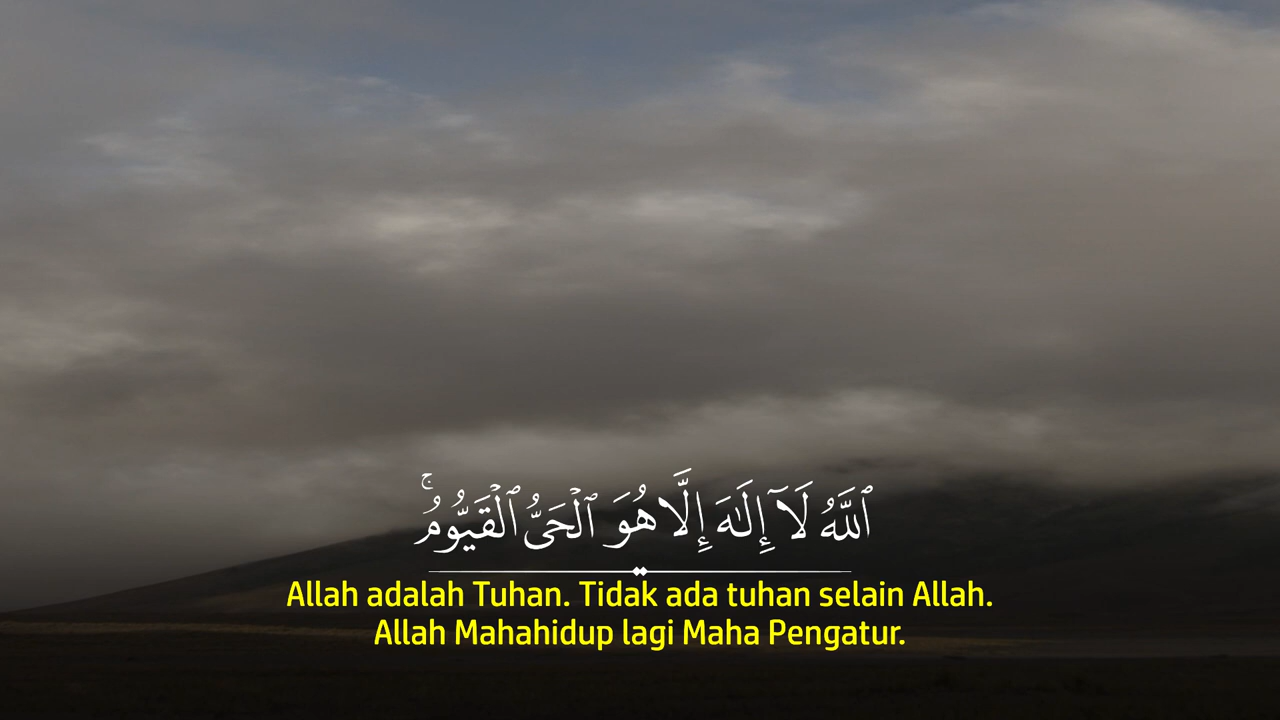 ٱللَّهُ لَآ إِلَٰهَ إِلَّا هُوَ ٱلْحَىُّ ٱلْقَيُّومُ ۚ
Allah adalah Tuhan. Tidak ada tuhan selain Allah.
Allah Mahahidup lagi Maha Pengatur.